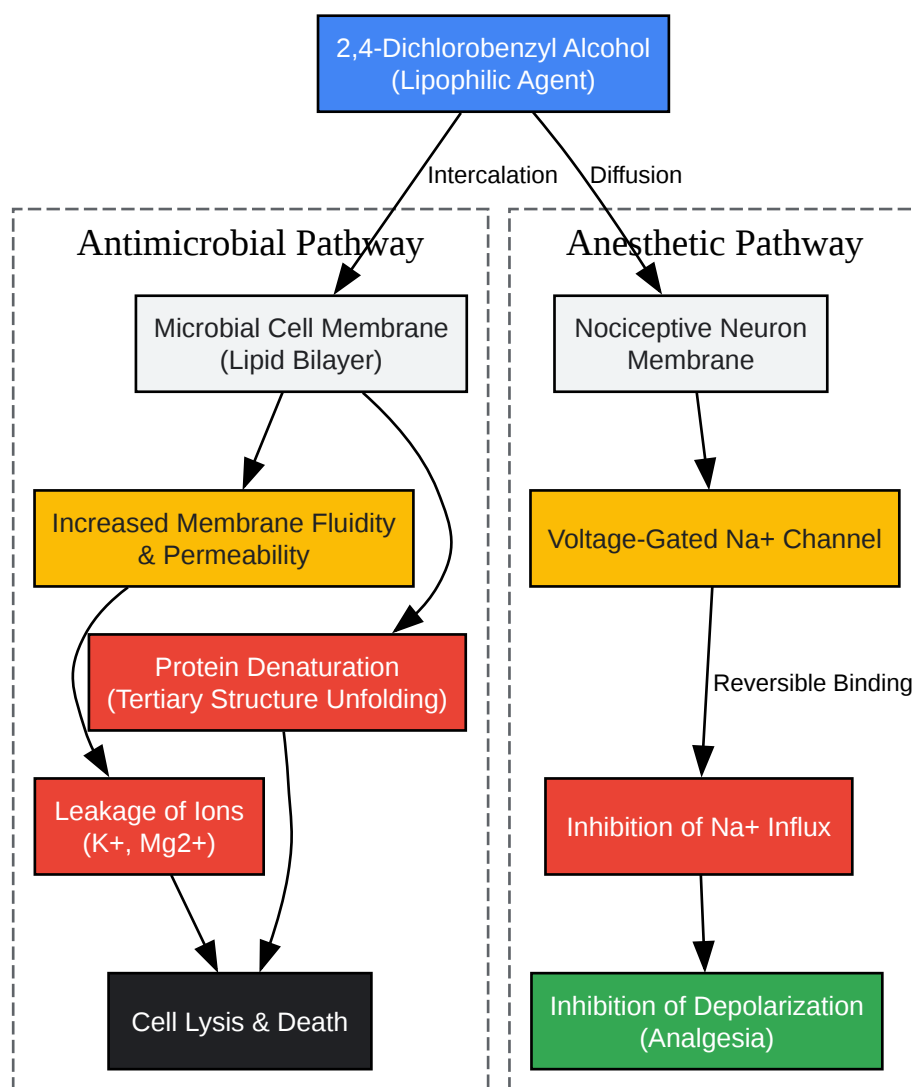 2,4-Dichlorobenzyl Alcohol
(Lipophilic Agent)
Intercalation
Diffusion
Antimicrobial Pathway
Anesthetic Pathway
Microbial Cell Membrane
(Lipid Bilayer)
Nociceptive Neuron
Membrane
Increased Membrane Fluidity
& Permeability
Voltage-Gated Na+ Channel
Protein Denaturation
(Tertiary Structure Unfolding)
Reversible Binding
Leakage of Ions
(K+, Mg2+)
Inhibition of Na+ Influx
Cell Lysis & Death
Inhibition of Depolarization
(Analgesia)